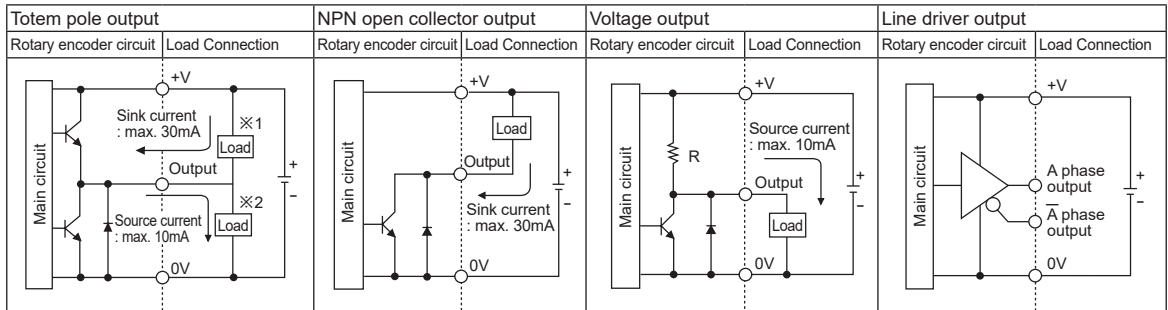 Totem pole output
Rotary encoder circuit
Load Connection
Main circuit
+V
Sink current
: max. 30mA
※1
Load
Output
※2
Source current
: max. 10mA
Load
+
−
0V
NPN open collector output
Rotary encoder circuit
Load Connection
Main circuit
+V
Load
Output
Sink current
: max. 30mA
+
−
0V
Voltage output
Rotary encoder circuit
Load Connection
Main circuit
+V
R
Source current
: max. 10mA
Output
Load
+
−
0V
Line driver output
Rotary encoder circuit
Load Connection
Main circuit
+V
A phase
output
A̅ phase
output
+
−
0V